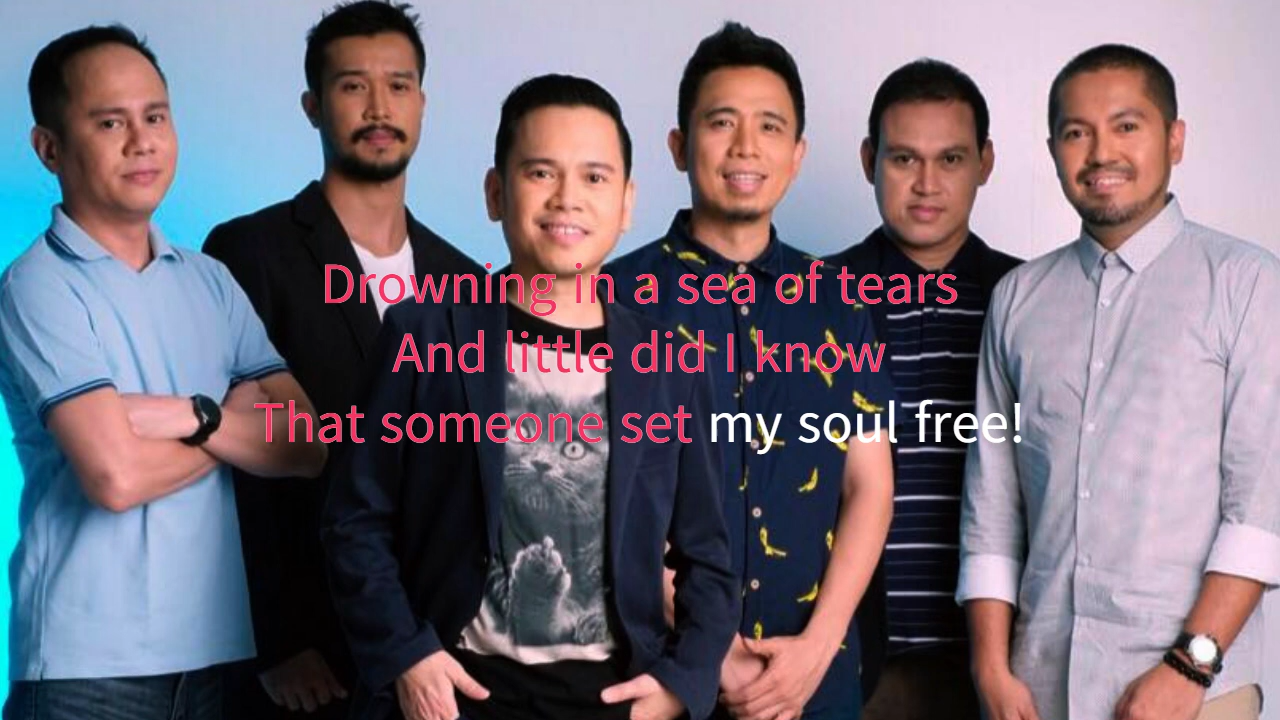 Drowning in a sea of tears
And little did I know
That someone set my soul free!